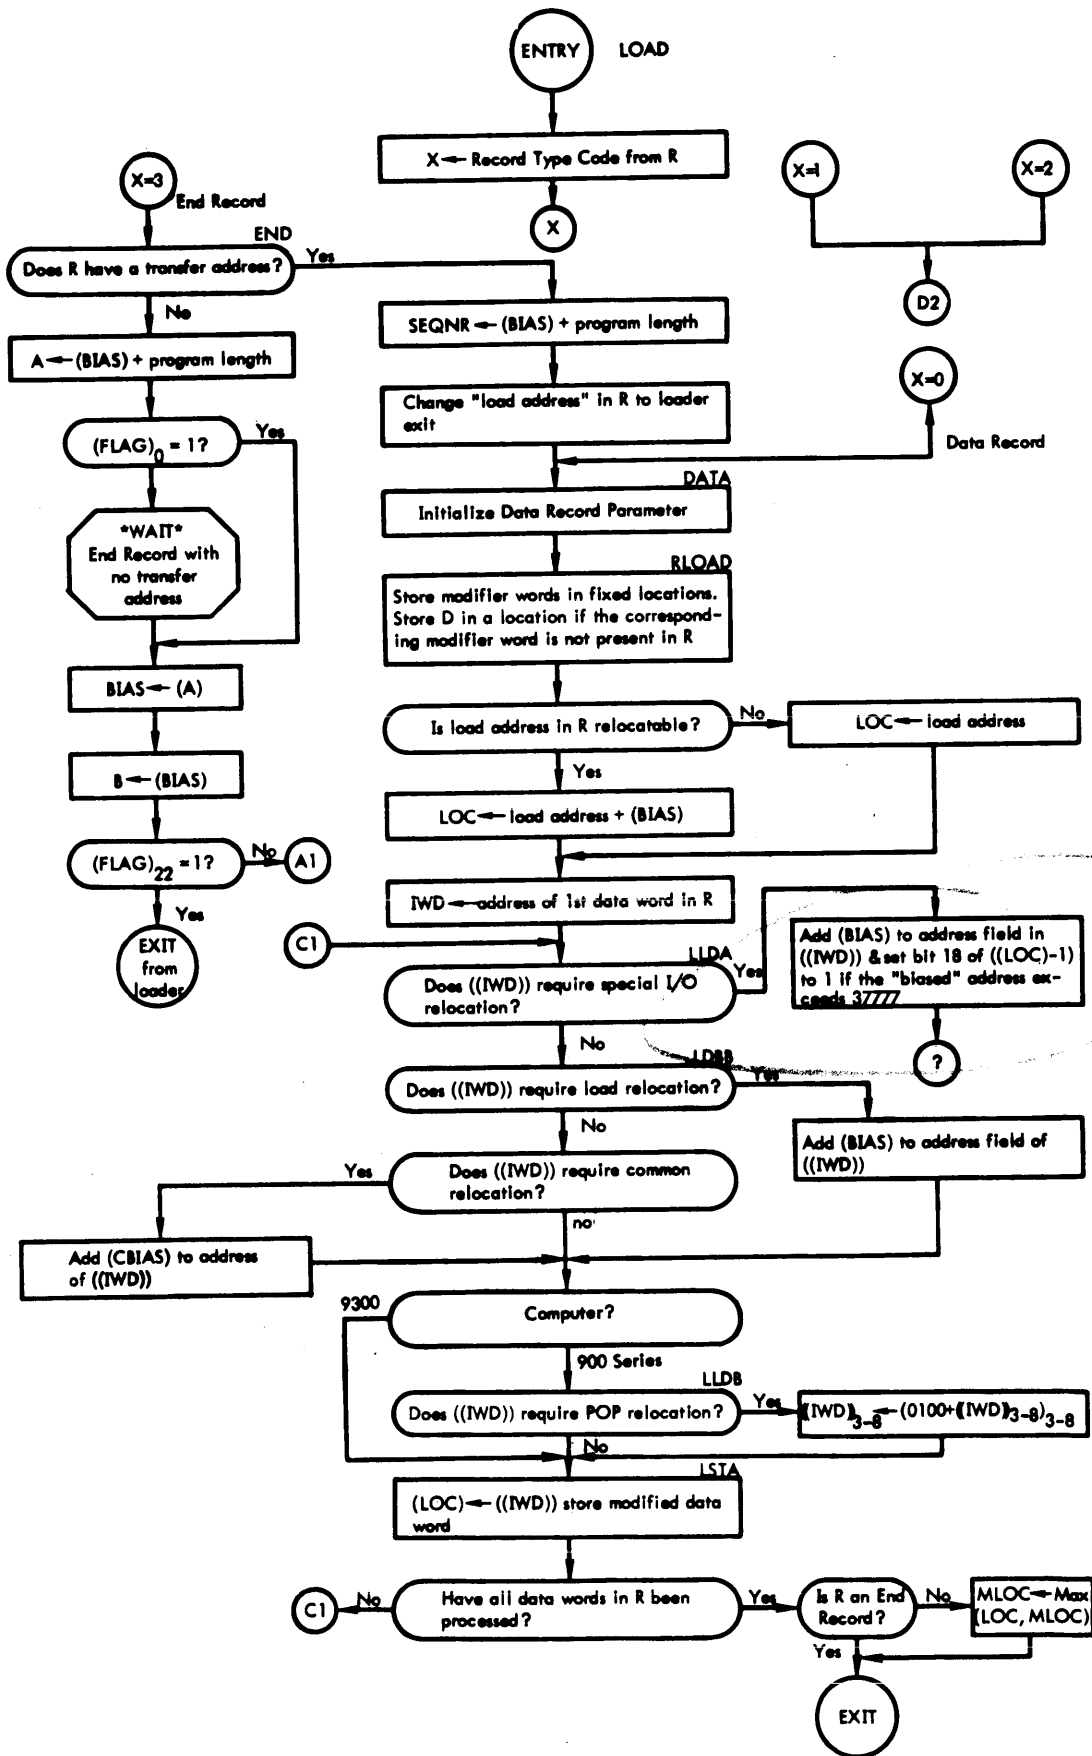 ENTRY LOAD
X ← Record Type Code from R
X
X=3
End Record
END
Does R have a transfer address?
Yes
No
A ← (BIAS) + program length
(FLAG)0 = 1?
Yes
*WAIT*
End Record with
no transfer
address
BIAS ← (A)
B ← (BIAS)
(FLAG)22 = 1?
No
A1
Yes
EXIT
from
loader
X=1
X=2
D2
SEQNR ← (BIAS) + program length
Change "load address" in R to loader
exit
X=0
Data Record
DATA
Initialize Data Record Parameter
RLOAD
Store modifier words in fixed locations.
Store D in a location if the correspond-
ing modifier word is not present in R
Is load address in R relocatable?
No
LOC ← load address
Yes
LOC ← load address + (BIAS)
IWD ← address of 1st data word in R
C1
LLDA
Does ((IWD)) require special I/O
relocation?
Yes
Add (BIAS) to address field in
((IWD)) & set bit 18 of ((LOC)-1)
to 1 if the "biased" address ex-
ceeds 37777
?
No
LDBB
Does ((IWD)) require load relocation?
Yes
Add (BIAS) to address field of
((IWD))
No
Does ((IWD)) require common
relocation?
Yes
Add (CBIAS) to address
of ((IWD))
no
Computer?
9300
900 Series
LLDB
Does ((IWD)) require POP relocation?
Yes
((IWD))3-8 ← (0100+((IWD))3-8)3-8
No
LSTA
(LOC) ← ((IWD)) store modified data
word
Have all data words in R been
processed?
No
C1
Yes
Is R an End
Record?
No
MLOC ← Max
(LOC, MLOC)
Yes
EXIT